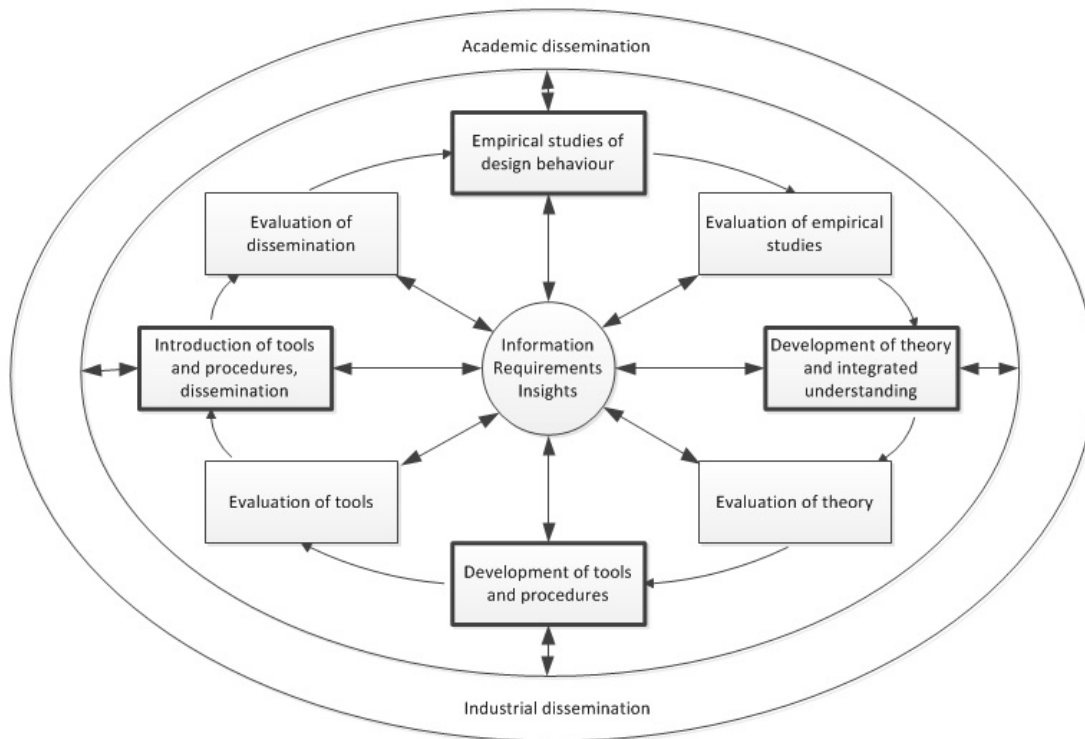 Academic dissemination
Empirical studies of
design behaviour
Evaluation of
dissemination
Evaluation of empirical
studies
Introduction of tools
and procedures,
dissemination
Information
Requirements
Insights
Development of theory
and integrated
understanding
Evaluation of tools
Evaluation of theory
Development of tools
and procedures
Industrial dissemination